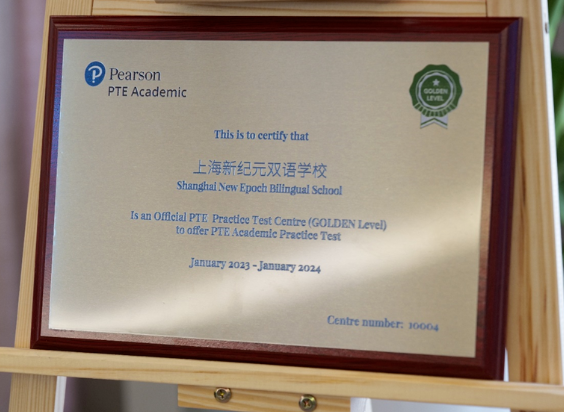 Pearson
PTE Academic
GOLDEN
LEVEL
This is to certify that
上海新纪元双语学校
Shanghai New Epoch Bilingual School
Is an Official PTE Practice Test Centre (GOLDEN Level)
to offer PTE Academic Practice Test
January 2023 - January 2024
Centre number: 10004